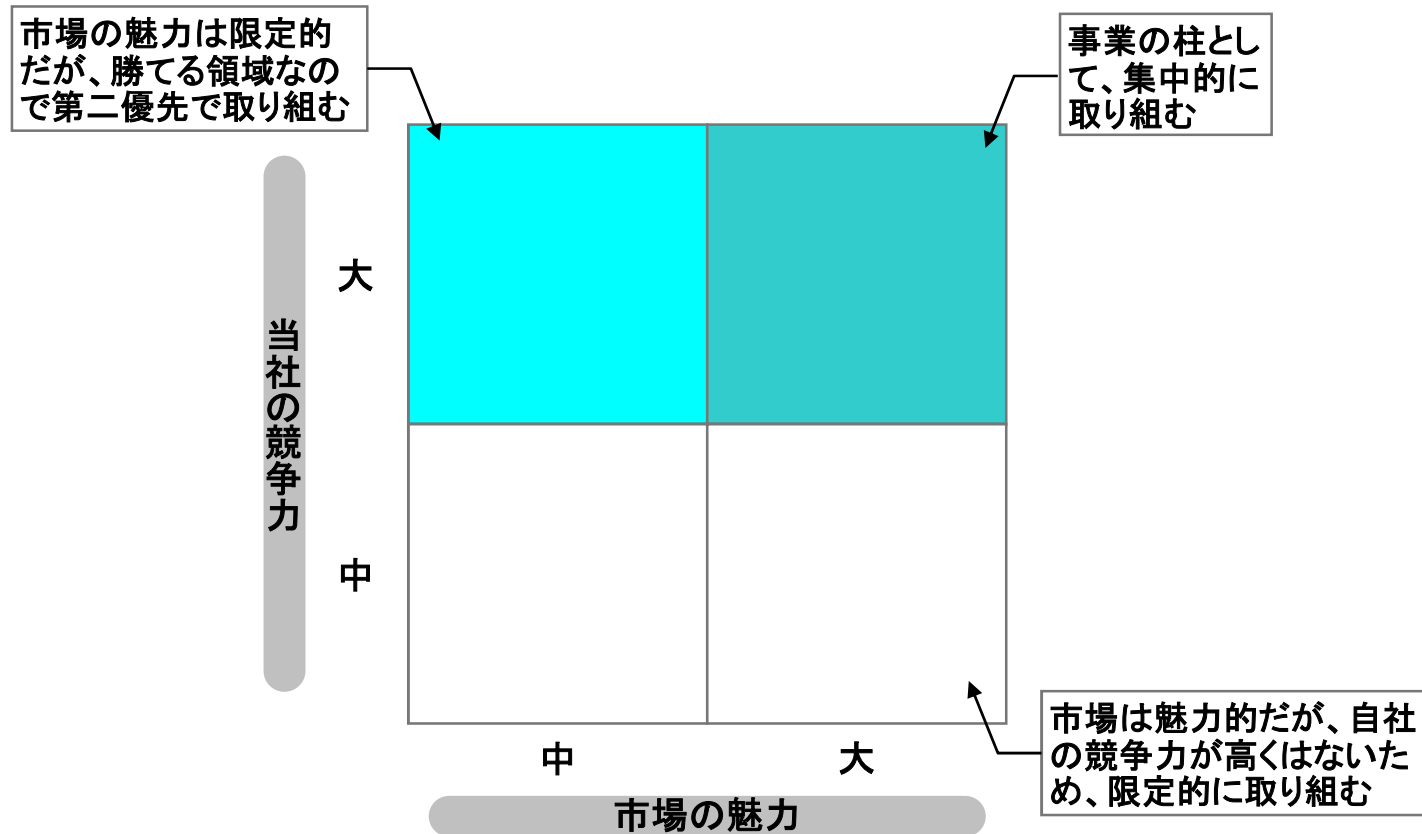 市場の魅力は限定的
だが、勝てる領域なの
で第二優先で取り組む
事業の柱とし
て、集中的に
取り組む
当社の競争力
大
中
中
大
市場の魅力
市場は魅力的だが、自社
の競争力が高くはないた
め、限定的に取り組む